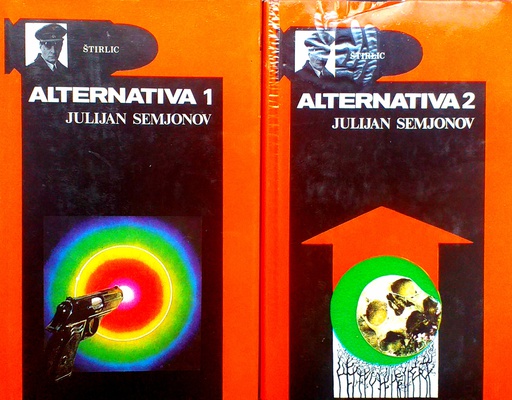 ŠTIRLIC
ALTERNATIVA 1
JULIJAN SEMJONOV
ŠTIRLIC
ALTERNATIVA 2
JULIJAN SEMJONOV